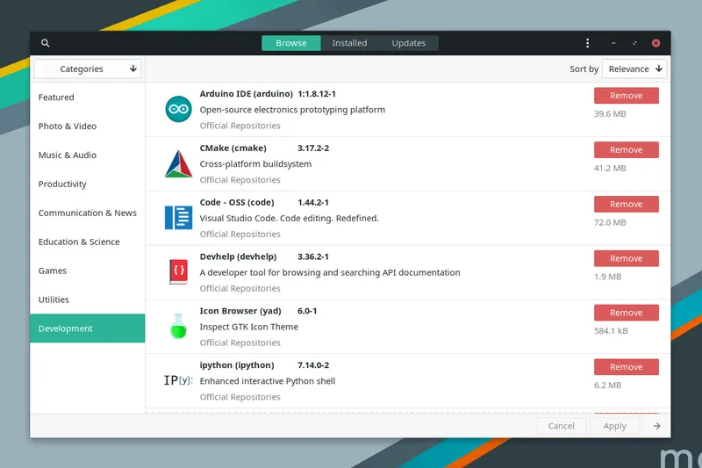 Browse
Installed
Updates
Categories
Sort by
Relevance
Featured
Photo & Video
Music & Audio
Productivity
Communication & News
Education & Science
Games
Utilities
Development
Arduino IDE (arduino) 1:1.8.12-1
Open-source electronics prototyping platform
Official Repositories
Remove
39.6 MB
CMake (cmake) 3.17.2-2
Cross-platform buildsystem
Official Repositories
Remove
41.2 MB
Code - OSS (code) 1.44.2-1
Visual Studio Code. Code editing. Redefined.
Official Repositories
Remove
72.0 MB
Devhelp (devhelp) 3.36.2-1
A developer tool for browsing and searching API documentation
Official Repositories
Remove
1.9 MB
Icon Browser (yad) 6.0-1
Inspect GTK Icon Theme
Official Repositories
Remove
584.1 kB
IP[y]:
ipython (ipython) 7.14.0-2
Enhanced interactive Python shell
Official Repositories
Remove
6.2 MB
Cancel
Apply